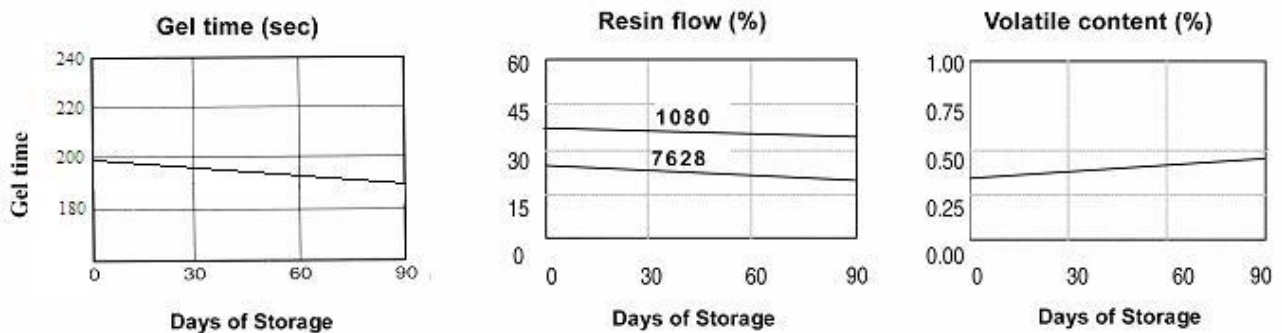 Gel time (sec)
240
220
200
180
Gel time
0 30 60 90
Days of Storage
Resin flow (%)
60
45
30
15
0
1080
7628
0 30 60 90
Days of Storage
Volatile content (%)
1.00
0.75
0.50
0.25
0.00
0 30 60 90
Days of Storage